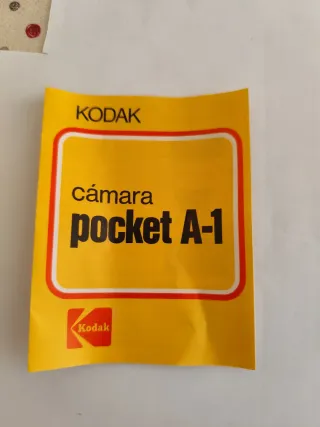 KODAK
cámara
pocket A-1
Kodak